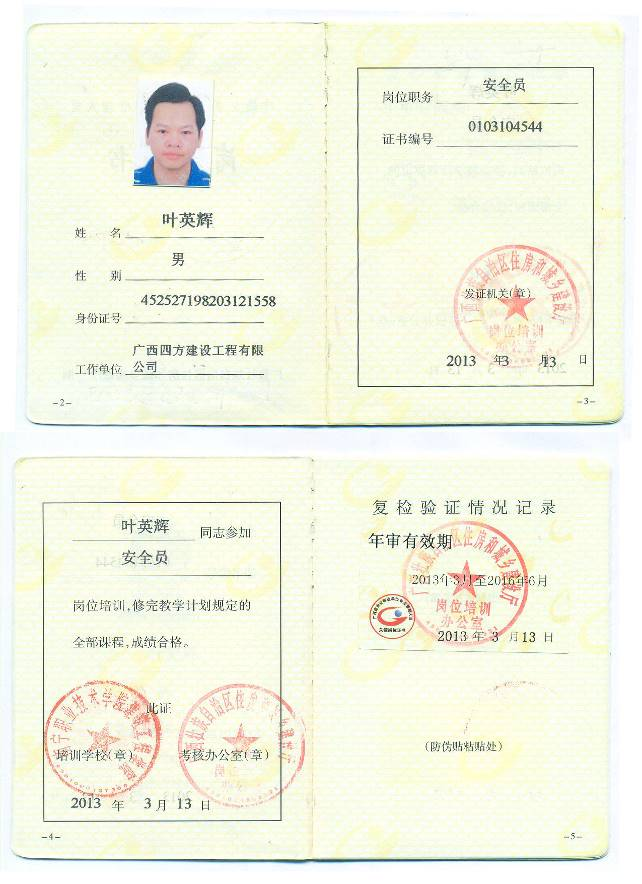 叶英辉
姓 名
男
性 别
452527198203121558
身份证号
广西四方建设工程有限
公司
工作单位
-2-
安全员
岗位职务
0103104544
证书编号
广西壮族自治区住房和城乡建设厅
发证机关(章)
岗位培训
办公室
2013 年3 月13 日
-3-
叶英辉 同志参加
安全员
岗位培训,修完教学计划规定的
全部课程,成绩合格。
此证
培训学校(章) 考核办公室(章)
2013 年 3 月 13 日
-4-
复检验证情况记录
年审有效期
广西壮族自治区住房和城乡建设厅
2013年3月至2016年6月
岗位培训
办公室
2013 年 3 月 13 日
(防伪贴粘贴处)
-5-